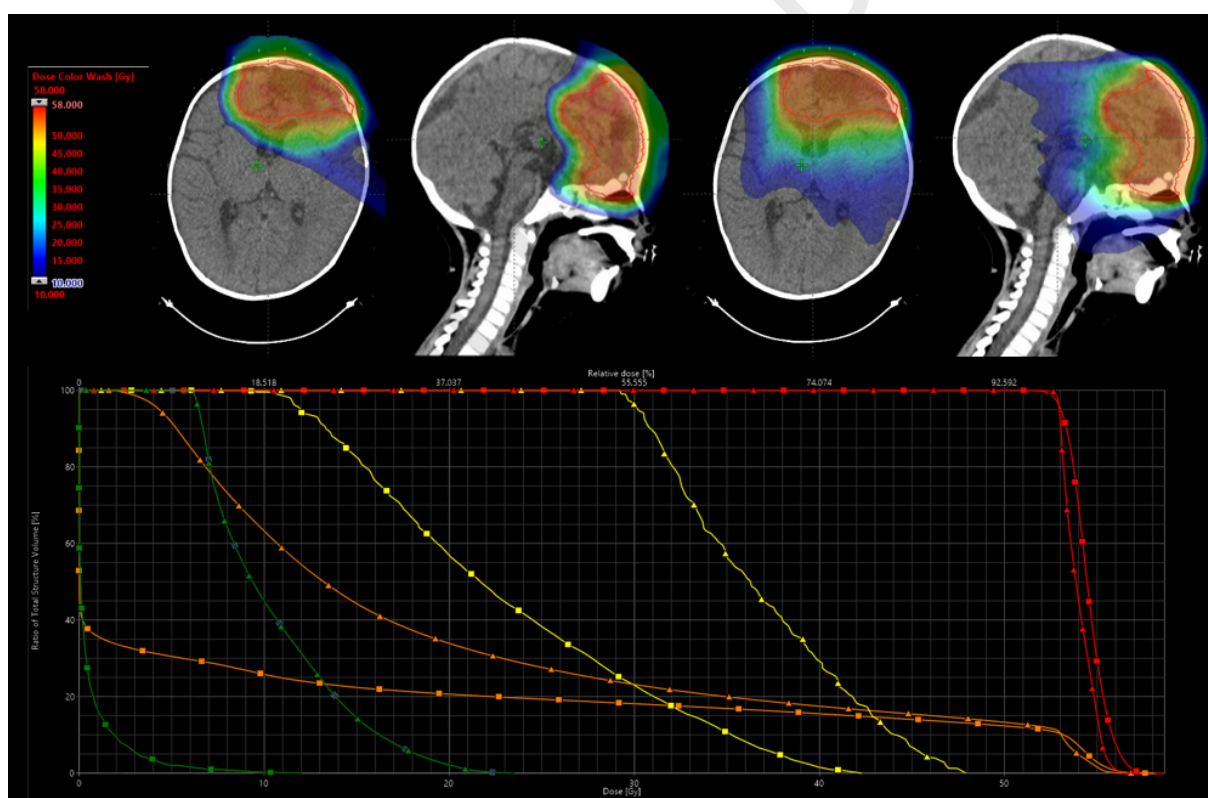 Dose Color Wash [Gy]
58.000
58.000
50.000
40.000
35.000
30.000
25.000
20.000
15.000
10.000
10.000
Relative dose [%]
0 18.518 37.037 55.555 74.074 92.592
100
80
60
40
20
0
Ratio of Total Structure Volume [%]
0 10 20 30 40 50
Dose [Gy]